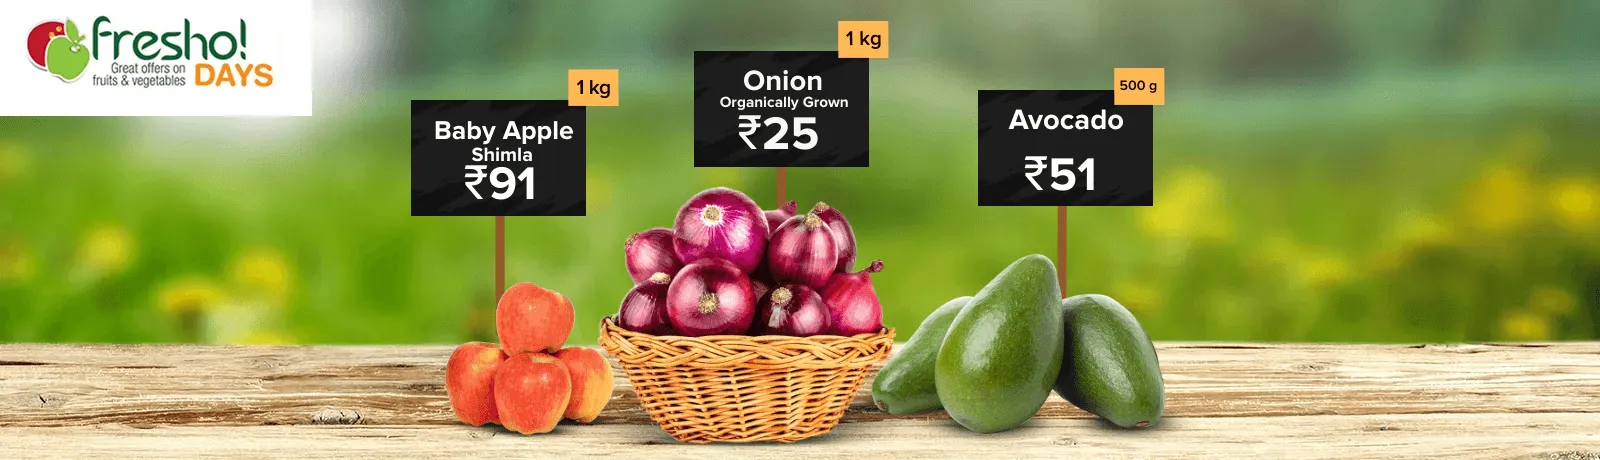 fresho!
Great offers on
fruits & vegetables
DAYS
1 kg
Baby Apple
Shimla
₹91
1 kg
Onion
Organically Grown
₹25
500 g
Avocado
₹51